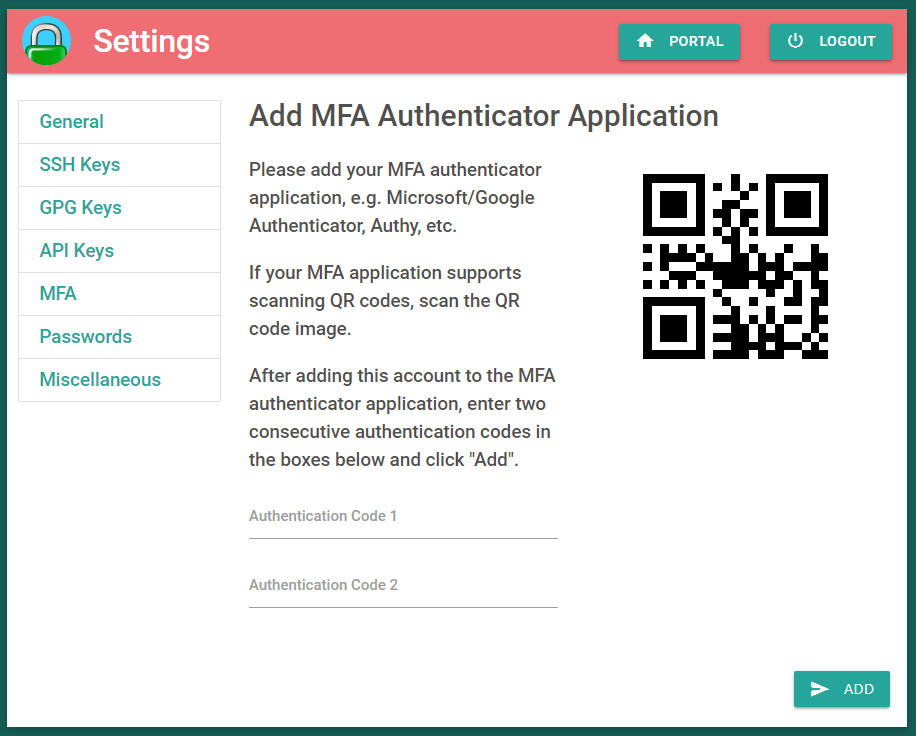 Settings
PORTAL
LOGOUT
General
SSH Keys
GPG Keys
API Keys
MFA
Passwords
Miscellaneous
Add MFA Authenticator Application
Please add your MFA authenticator
application, e.g. Microsoft/Google
Authenticator, Authy, etc.
If your MFA application supports
scanning QR codes, scan the QR
code image.
After adding this account to the MFA
authenticator application, enter two
consecutive authentication codes in
the boxes below and click "Add".
Authentication Code 1
Authentication Code 2
ADD